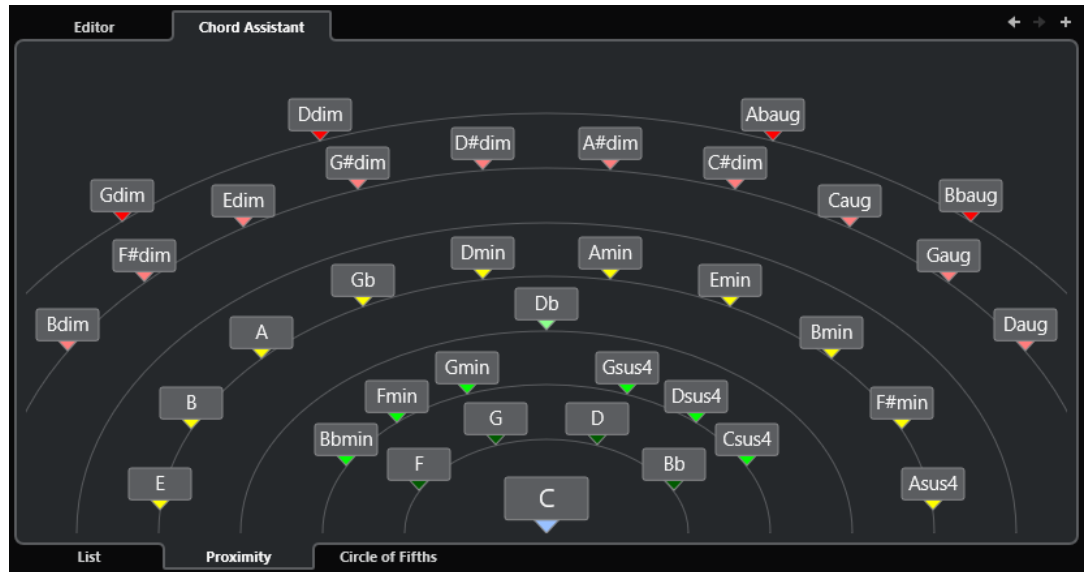 Editor
Chord Assistant
Ddim
Abaug
D#dim
A#dim
G#dim
C#dim
Gdim
Edim
Caug
Bbaug
F#dim
Dmin
Amin
Gaug
Gb
Emin
Db
Bdim
A
Bmin
Daug
Gmin
Gsus4
Fmin
Dsus4
B
F#min
G
D
Bbmin
Csus4
F
Bb
E
Asus4
C
List
Proximity
Circle of Fifths